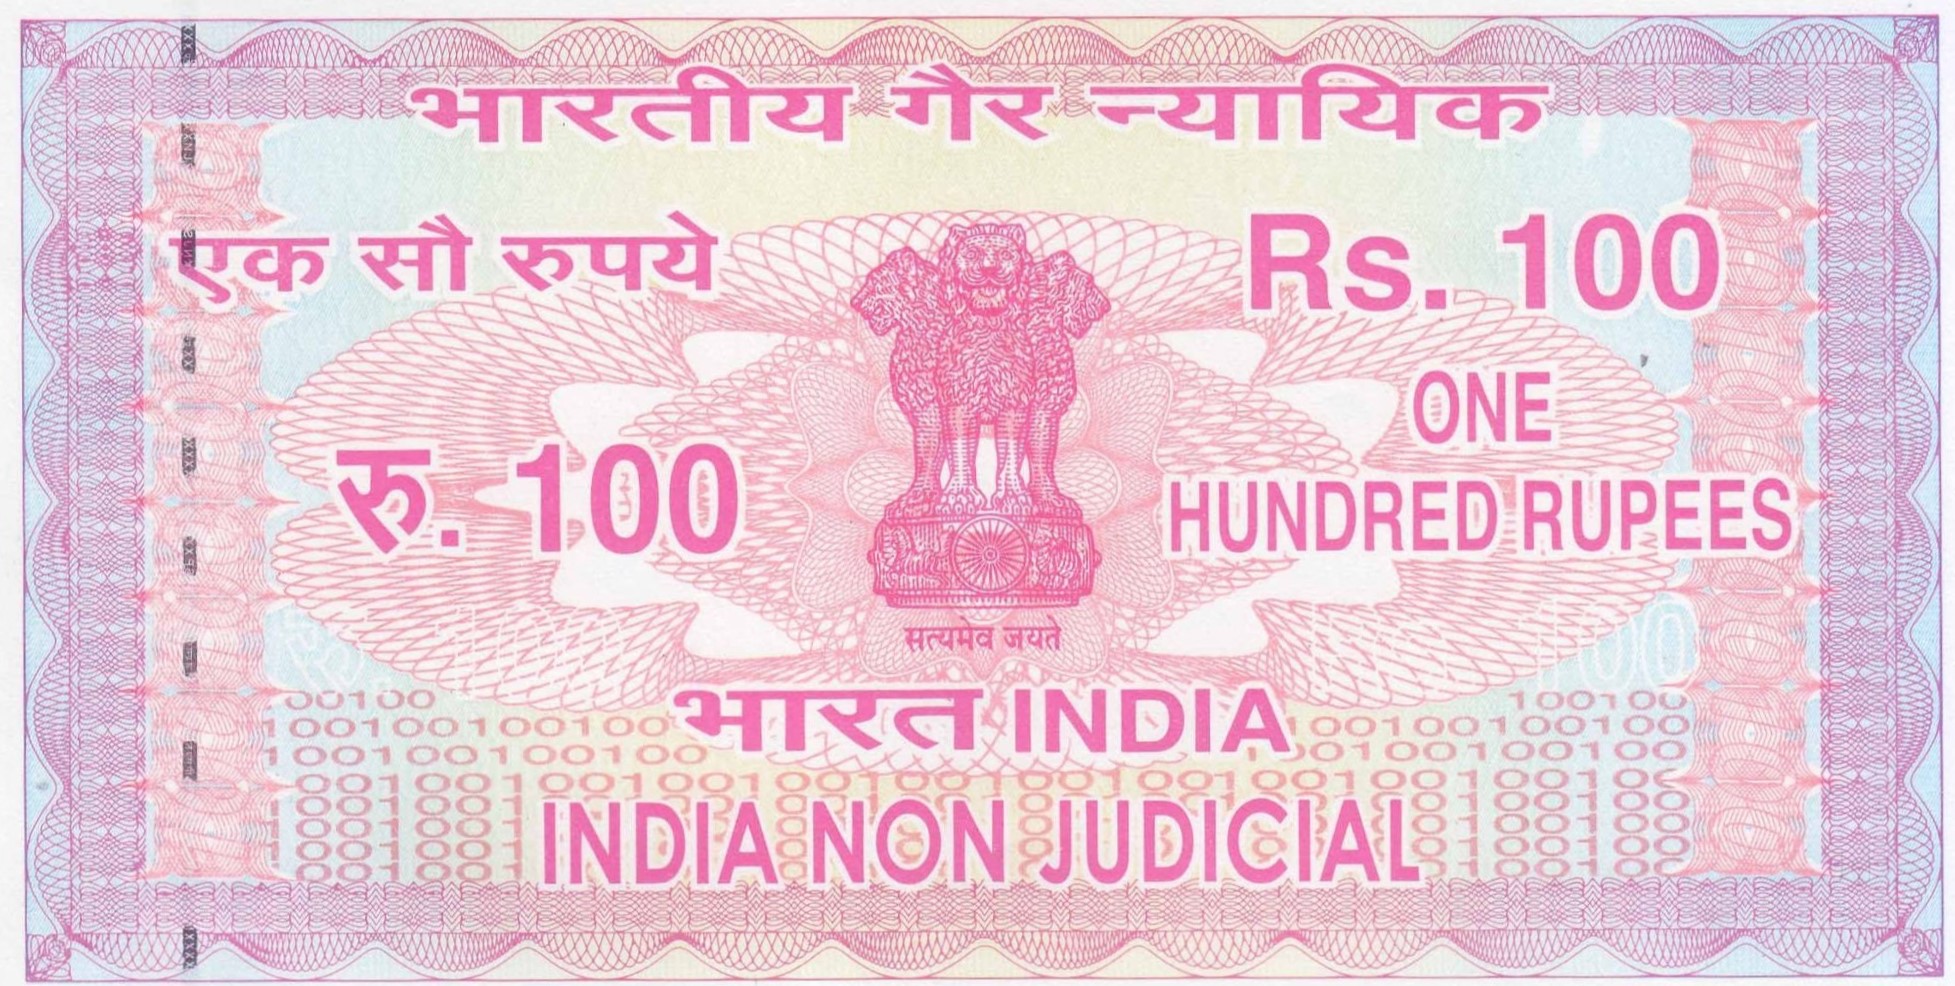 भारतीय गैर न्यायिक
एक सौ रुपये
Rs. 100
रु. 100
ONE
HUNDRED RUPEES
सत्यमेव जयते
भारत INDIA
INDIA NON JUDICIAL